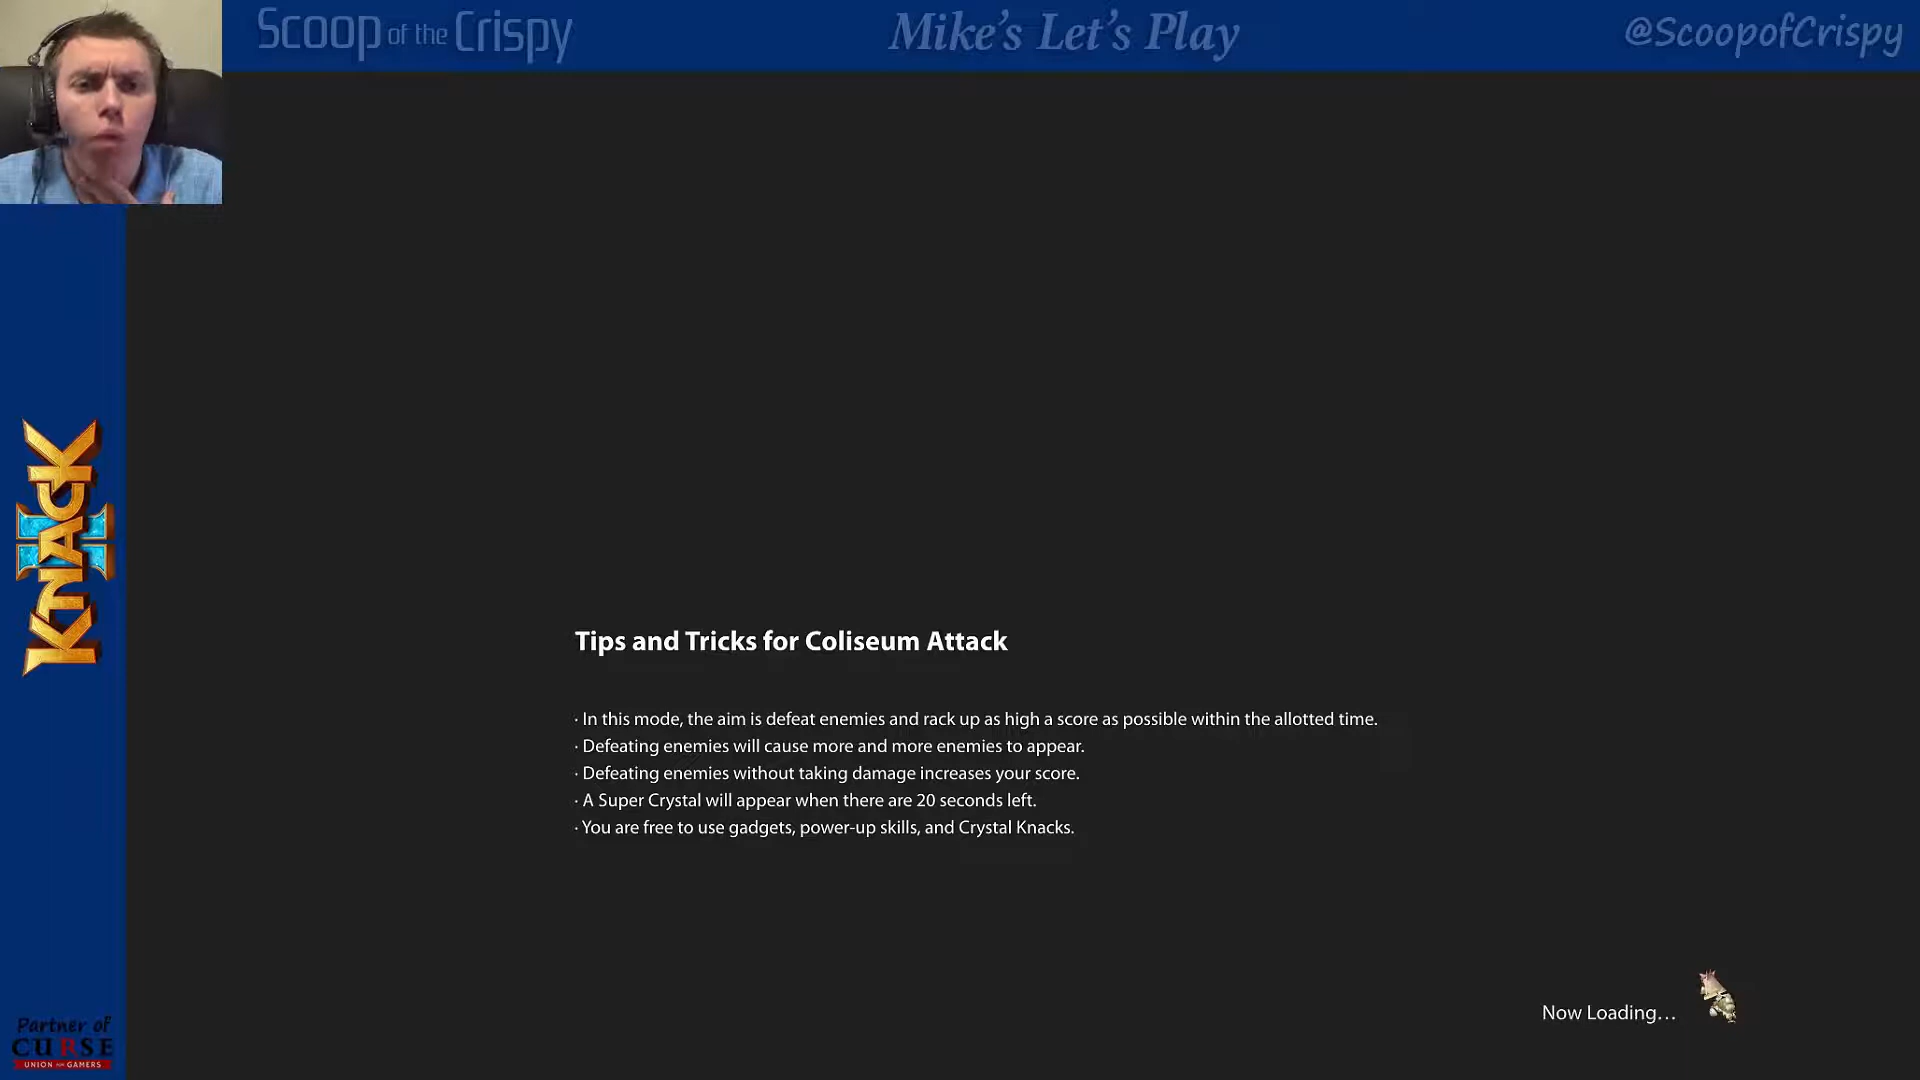 Scoop of the Crispy
Mike's Let's Play
@ScoopofCrispy
KNACK II
Tips and Tricks for Coliseum Attack
· In this mode, the aim is defeat enemies and rack up as high a score as possible within the allotted time.
· Defeating enemies will cause more and more enemies to appear.
· Defeating enemies without taking damage increases your score.
· A Super Crystal will appear when there are 20 seconds left.
· You are free to use gadgets, power-up skills, and Crystal Knacks.
Now Loading...
Partner of
CURSE
UNION FOR GAMERS